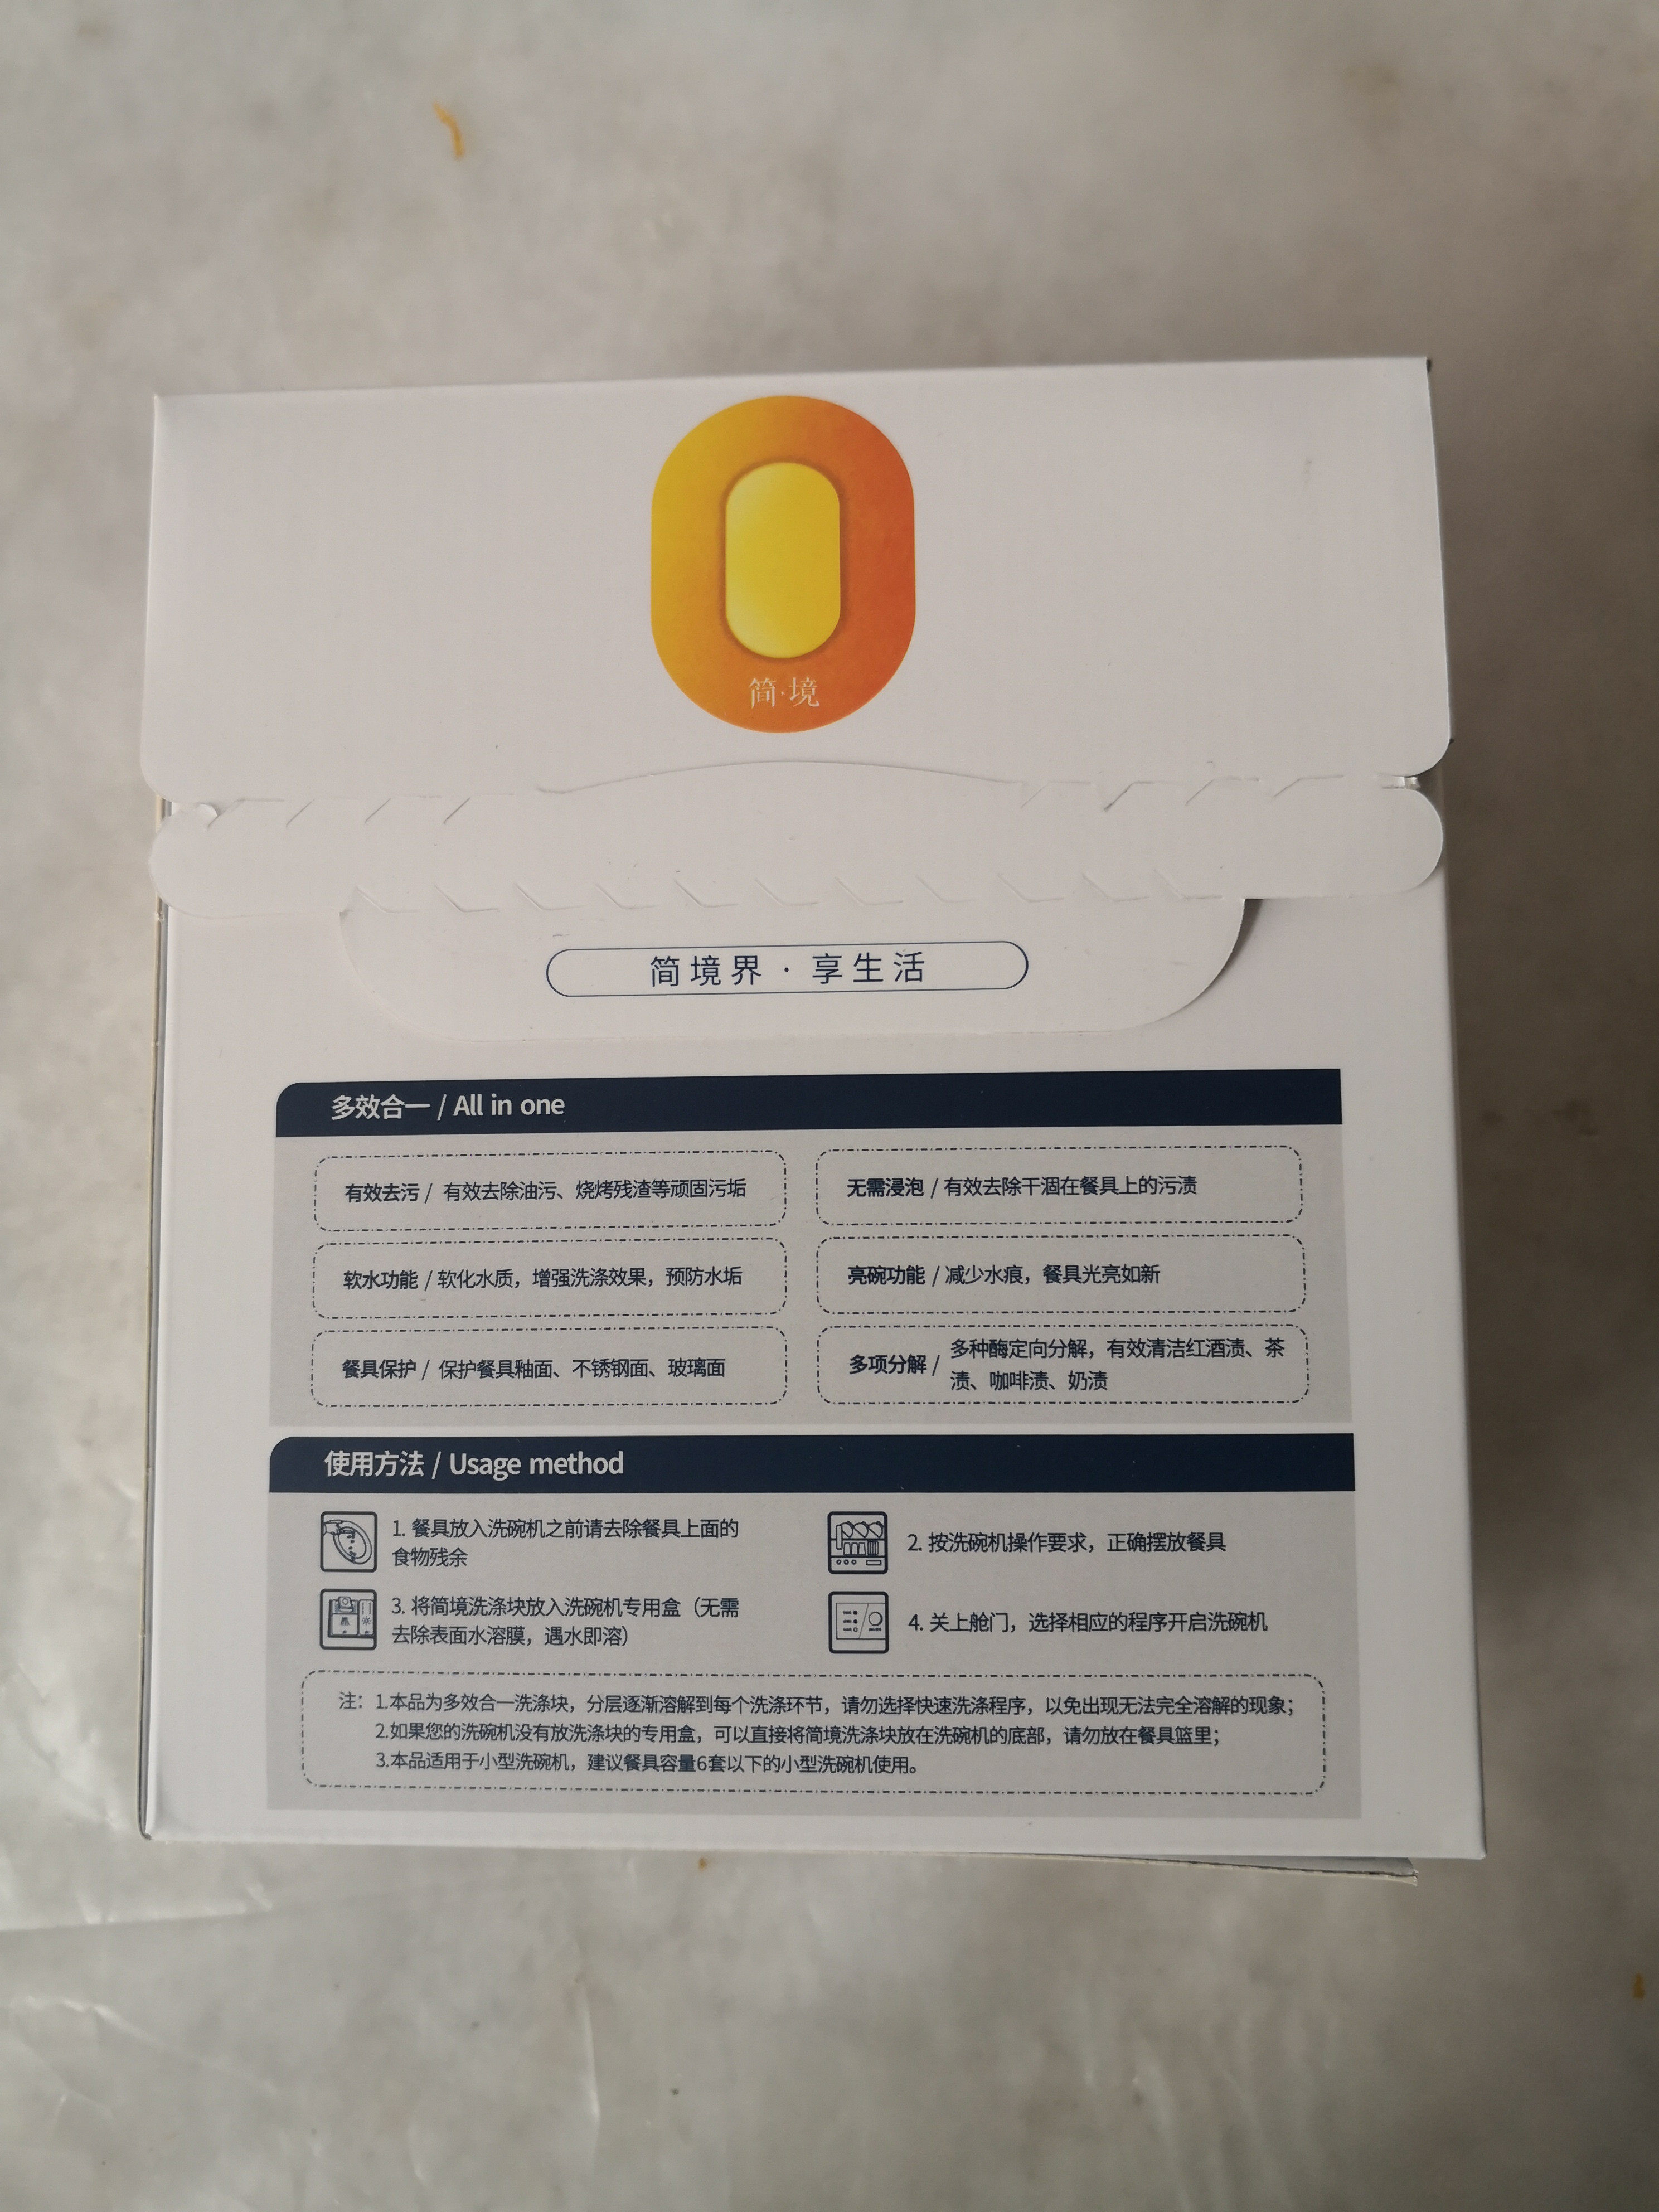 简·境
简境界 · 享生活
多效合一 / All in one
有效去污 / 有效去除油污、烧烤残渣等顽固污垢
无需浸泡 / 有效去除干涸在餐具上的污渍
软水功能 / 软化水质，增强洗涤效果，预防水垢
亮碗功能 / 减少水痕，餐具光亮如新
餐具保护 / 保护餐具釉面、不锈钢面、玻璃面
多项分解 / 多种酶定向分解，有效清洁红酒渍、茶
渍、咖啡渍、奶渍
使用方法 / Usage method
1. 餐具放入洗碗机之前请去除餐具上面的
食物残余
2. 按洗碗机操作要求，正确摆放餐具
3. 将简境洗涤块放入洗碗机专用盒（无需
去除表面水溶膜，遇水即溶）
4. 关上舱门，选择相应的程序开启洗碗机
注：1.本品为多效合一洗涤块，分层逐渐溶解到每个洗涤环节，请勿选择快速洗涤程序，以免出现无法完全溶解的现象；
2.如果您的洗碗机没有放洗涤块的专用盒，可以直接将简境洗涤块放在洗碗机的底部，请勿放在餐具篮里；
3.本品适用于小型洗碗机，建议餐具容量6套以下的小型洗碗机使用。